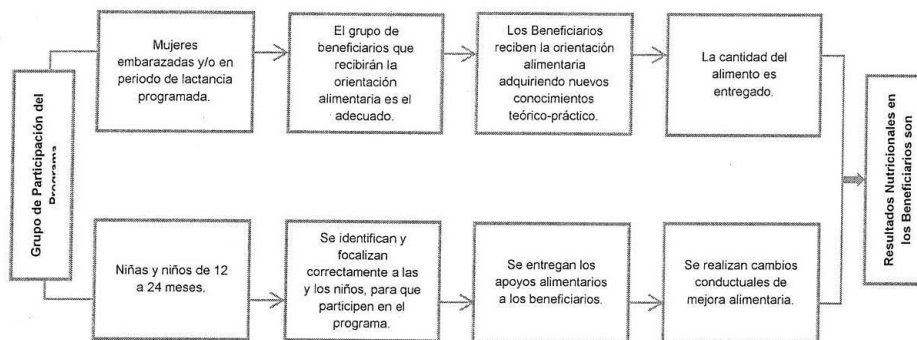 Grupo de Participación del
Programa
Mujeres
embarazadas y/o en
periodo de lactancia
programada.
El grupo de
beneficiarios que
recibirán la
orientación
alimentaria es el
adecuado.
Los Beneficiarios
reciben la orientación
alimentaria
adquiriendo nuevos
conocimientos
teórico-práctico.
La cantidad del
alimento es
entregado.
Niñas y niños de 12
a 24 meses.
Se identifican y
focalizan
correctamente a las
y los niños, para que
participen en el
programa.
Se entregan los
apoyos alimentarios
a los beneficiarios.
Se realizan cambios
conductuales de
mejora alimentaria.
Resultados Nutricionales en
los Beneficiarios son